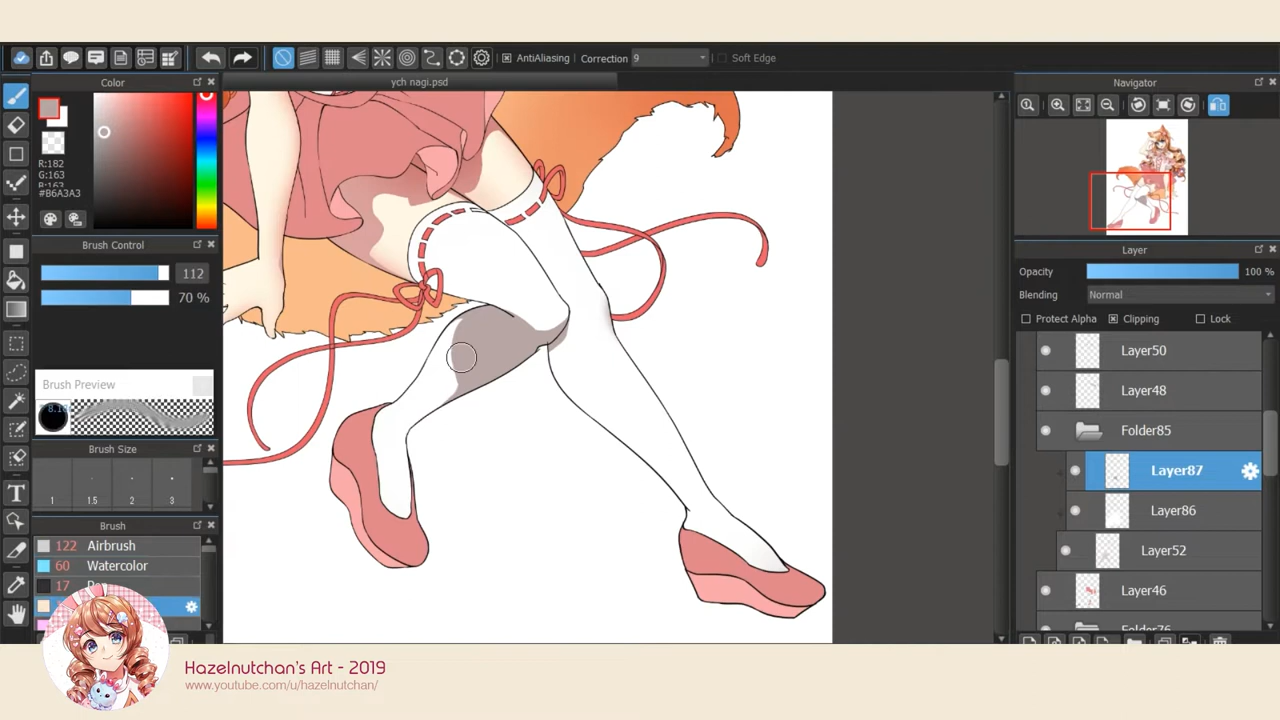 AntiAliasing
Correction 9
Soft Edge
Color
ych nagi.psd
Navigator
R:182
G:163
B:163
#B6A3A3
Brush Control
112
70 %
Layer
Opacity 100 %
Blending Normal
Protect Alpha Clipping Lock
Layer50
Layer48
Folder85
Layer87
Layer86
Layer52
Layer46
Folder76
Brush Preview
Brush Size
1 1.5 2 3
Brush
122 Airbrush
60 Watercolor
17
Hazelnutchan's Art - 2019
www.youtube.com/u/hazelnutchan/